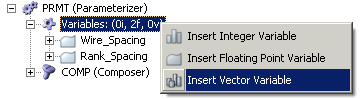 PRMT (Parameterizer)
Variables: (0i, 2f, 0v)
Insert Integer Variable
Wire_Spacing
Insert Floating Point Variable
Rank_Spacing
Insert Vector Variable
COMP (Composer)